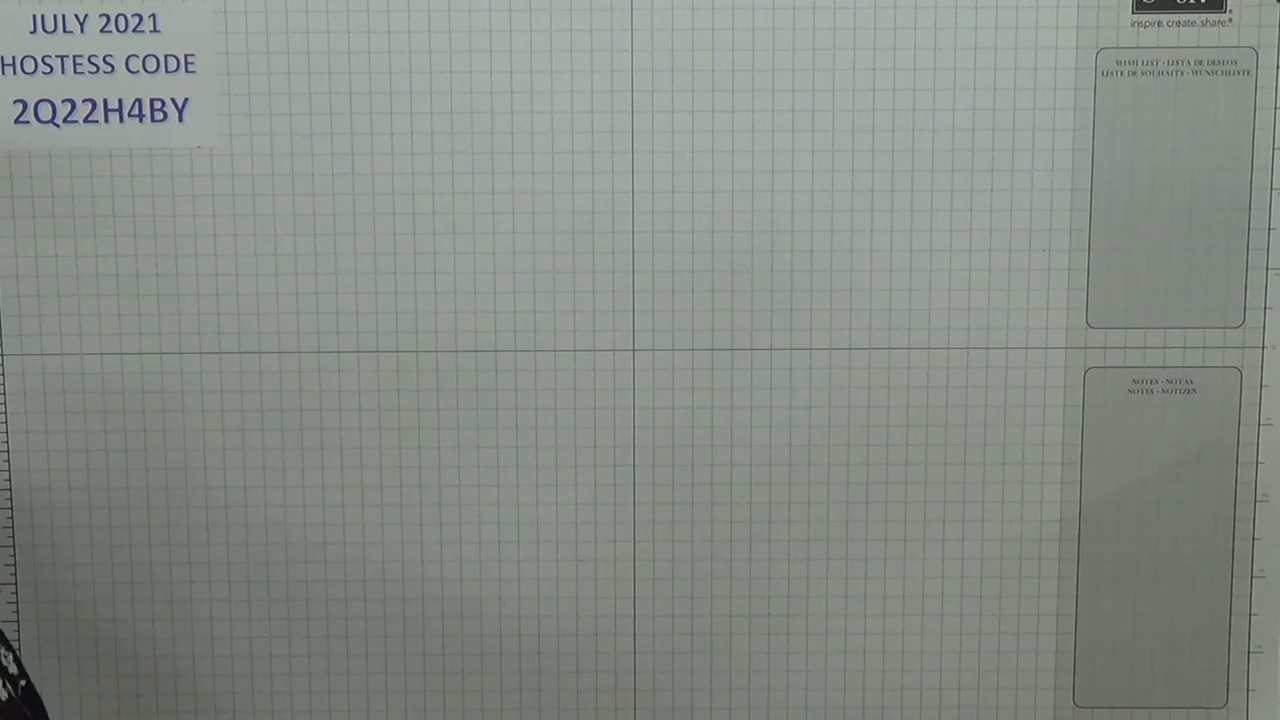 JULY 2021
HOSTESS CODE
2Q22H4BY
inspire. create. share.®
WISH LIST • LISTA DE DESEOS
LISTE DE SOUHAITS • WUNSCHLISTE
NOTES • NOTAS
NOTES • NOTIZEN